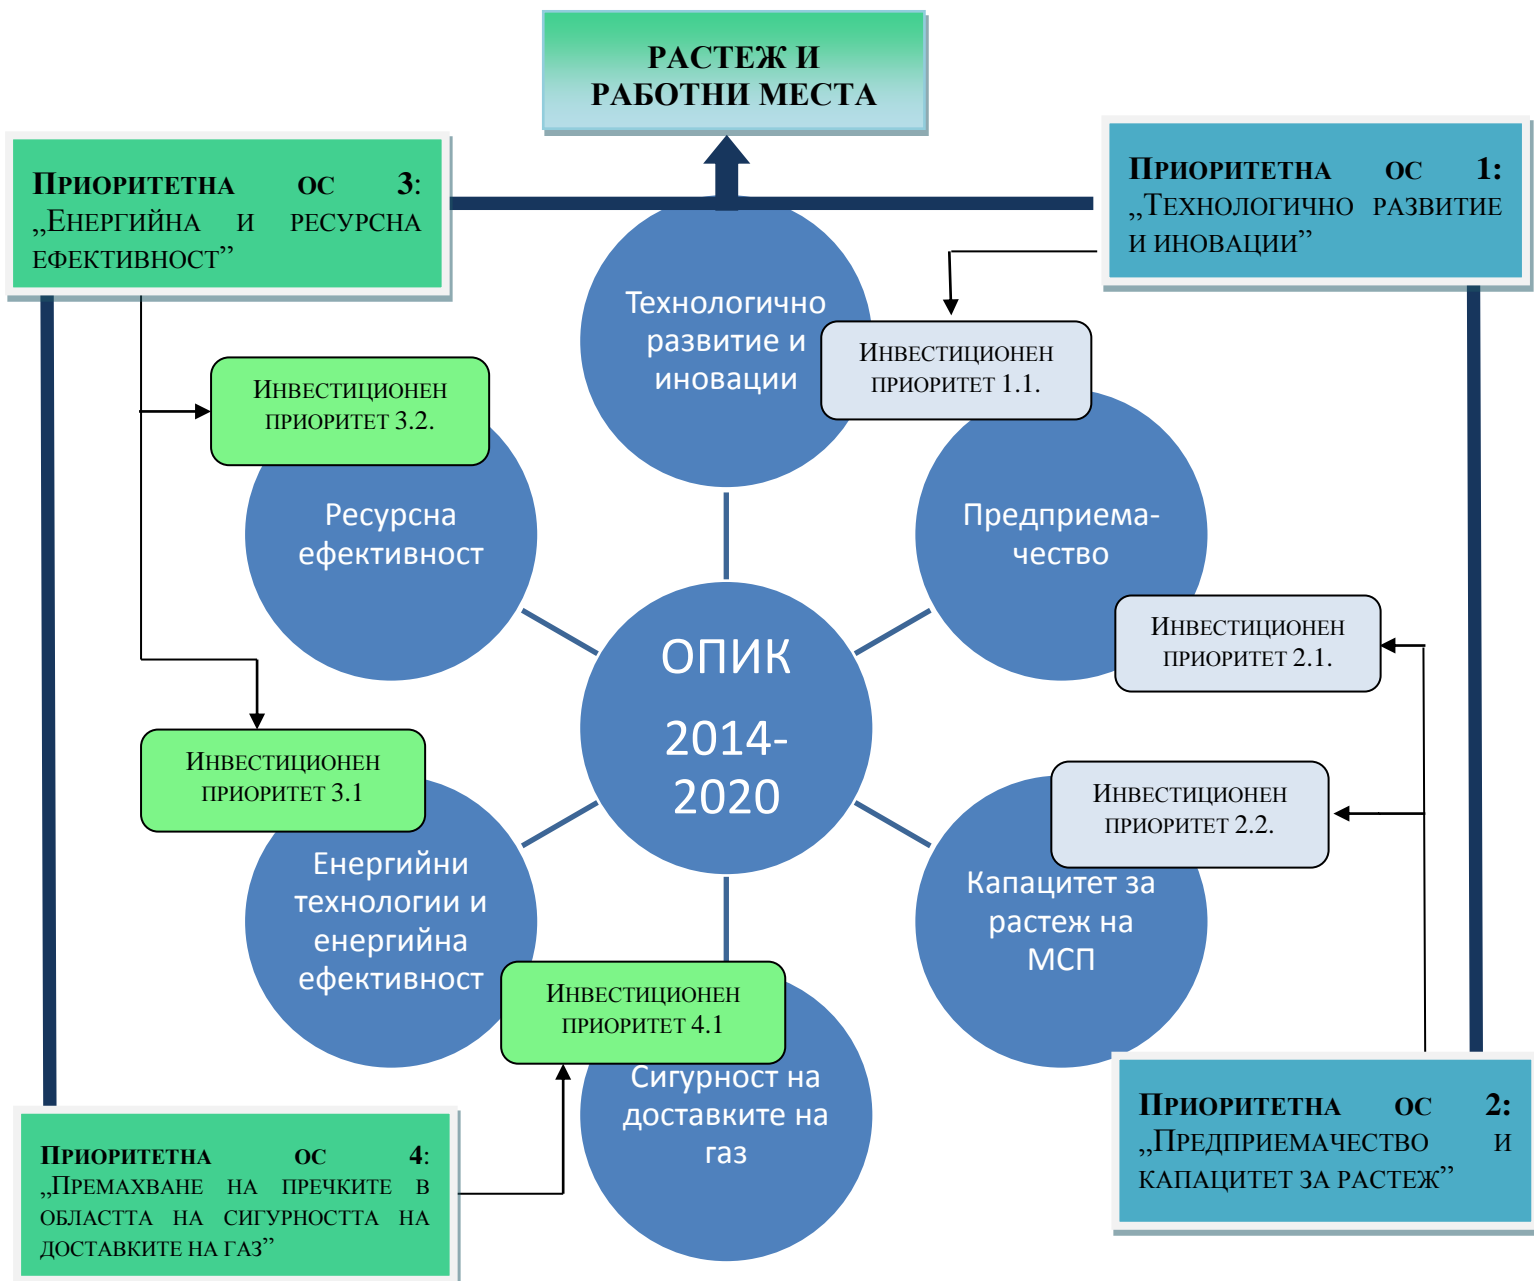 РАСТЕЖ И
РАБОТНИ МЕСТА
ПРИОРИТЕТНА ОС 3:
„ЕНЕРГИЙНА И РЕСУРСНА
ЕФЕКТИВНОСТ”
ПРИОРИТЕТНА ОС 1:
„ТЕХНОЛОГИЧНО РАЗВИТИЕ
И ИНОВАЦИИ”
Технологично
развитие и
иновации
ИНВЕСТИЦИОНЕН
ПРИОРИТЕТ 1.1.
ИНВЕСТИЦИОНЕН
ПРИОРИТЕТ 3.2.
Ресурсна
ефективност
Предприема-
чество
ИНВЕСТИЦИОНЕН
ПРИОРИТЕТ 2.1.
ОПИК
2014-
2020
ИНВЕСТИЦИОНЕН
ПРИОРИТЕТ 3.1
ИНВЕСТИЦИОНЕН
ПРИОРИТЕТ 2.2.
Енергийни
технологии и
енергийна
ефективност
Капацитет за
растеж на
МСП
ИНВЕСТИЦИОНЕН
ПРИОРИТЕТ 4.1
Сигурност на
доставките на
газ
ПРИОРИТЕТНА ОС 4:
„ПРЕМАХВАНЕ НА ПРЕЧКИТЕ В
ОБЛАСТТА НА СИГУРНОСТТА НА
ДОСТАВКИТЕ НА ГАЗ”
ПРИОРИТЕТНА ОС 2:
„ПРЕДПРИЕМАЧЕСТВО И
КАПАЦИТЕТ ЗА РАСТЕЖ”